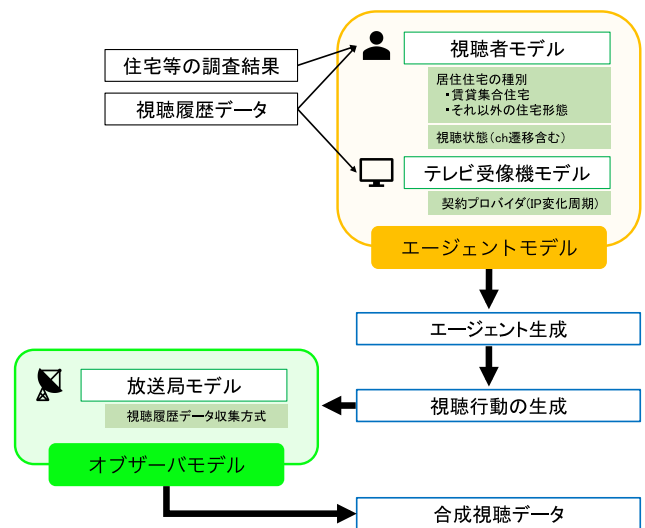 住宅等の調査結果
視聴履歴データ
視聴者モデル
居住住宅の種別
・賃貸集合住宅
・それ以外の住宅形態
視聴状態(ch遷移含む)
テレビ受像機モデル
契約プロバイダ(IP変化周期)
エージェントモデル
エージェント生成
視聴行動の生成
放送局モデル
視聴履歴データ収集方式
オブザーバモデル
合成視聴データ